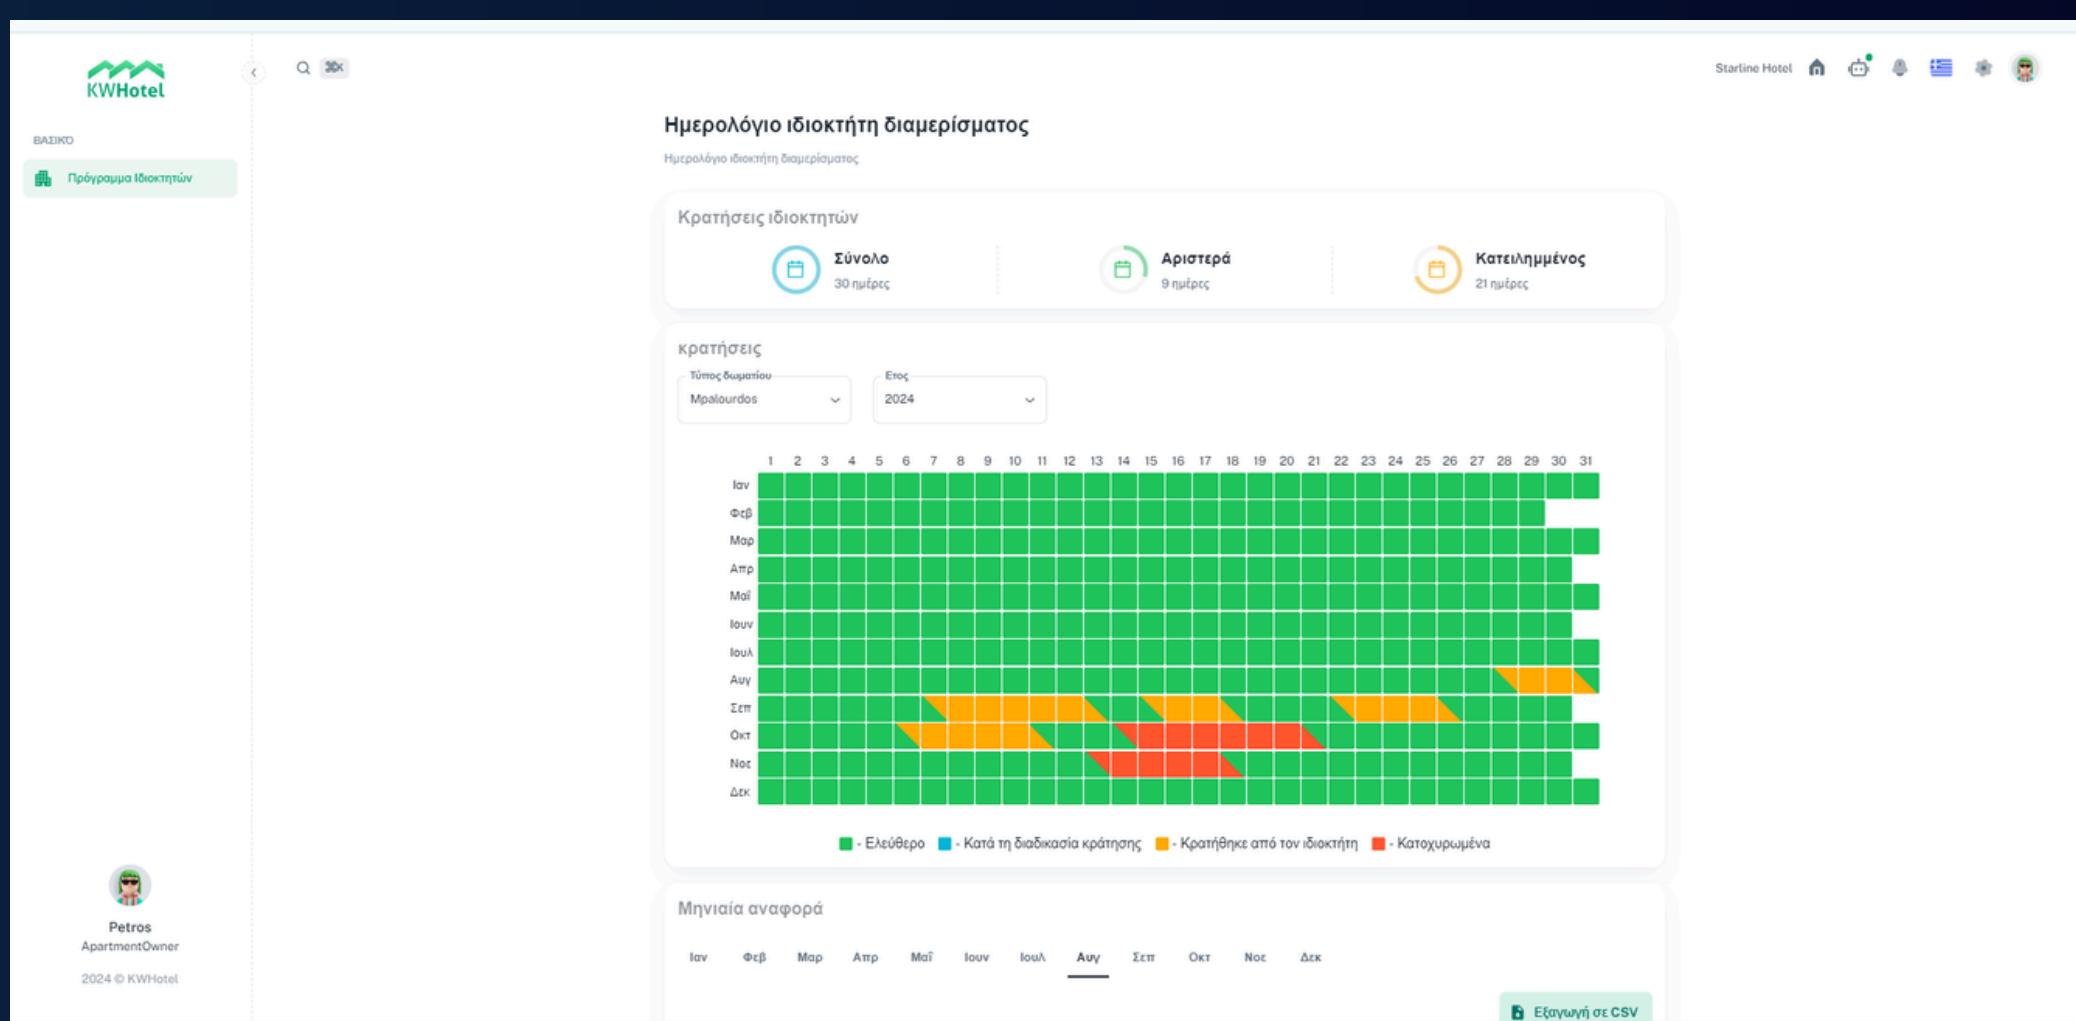 KWHotel
⌘K
Starline Hotel
ΒΑΣΙΚΌ
Πρόγραμμα Ιδιοκτητών
Ημερολόγιο ιδιοκτήτη διαμερίσματος
Ημερολόγιο ιδιοκτήτη διαμερίσματος
Κρατήσεις ιδιοκτητών
Σύνολο
30 ημέρες
Αριστερά
9 ημέρες
Κατειλημμένος
21 ημέρες
κρατήσεις
Τύπος δωματίου
Mpalourdos
Ετος
2024
1 2 3 4 5 6 7 8 9 10 11 12 13 14 15 16 17 18 19 20 21 22 23 24 25 26 27 28 29 30 31
Ιαν
Φεβ
Μαρ
Απρ
Μαΐ
Ιουν
Ιουλ
Αυγ
Σεπ
Οκτ
Νοε
Δεκ
- Ελεύθερο - Κατά τη διαδικασία κράτησης - Κρατήθηκε από τον ιδιοκτήτη - Κατοχυρωμένα
Μηνιαία αναφορά
Ιαν Φεβ Μαρ Απρ Μαΐ Ιουν Ιουλ Αυγ Σεπ Οκτ Νοε Δεκ
Εξαγωγή σε CSV
Petros
ApartmentOwner
2024 © KWHotel